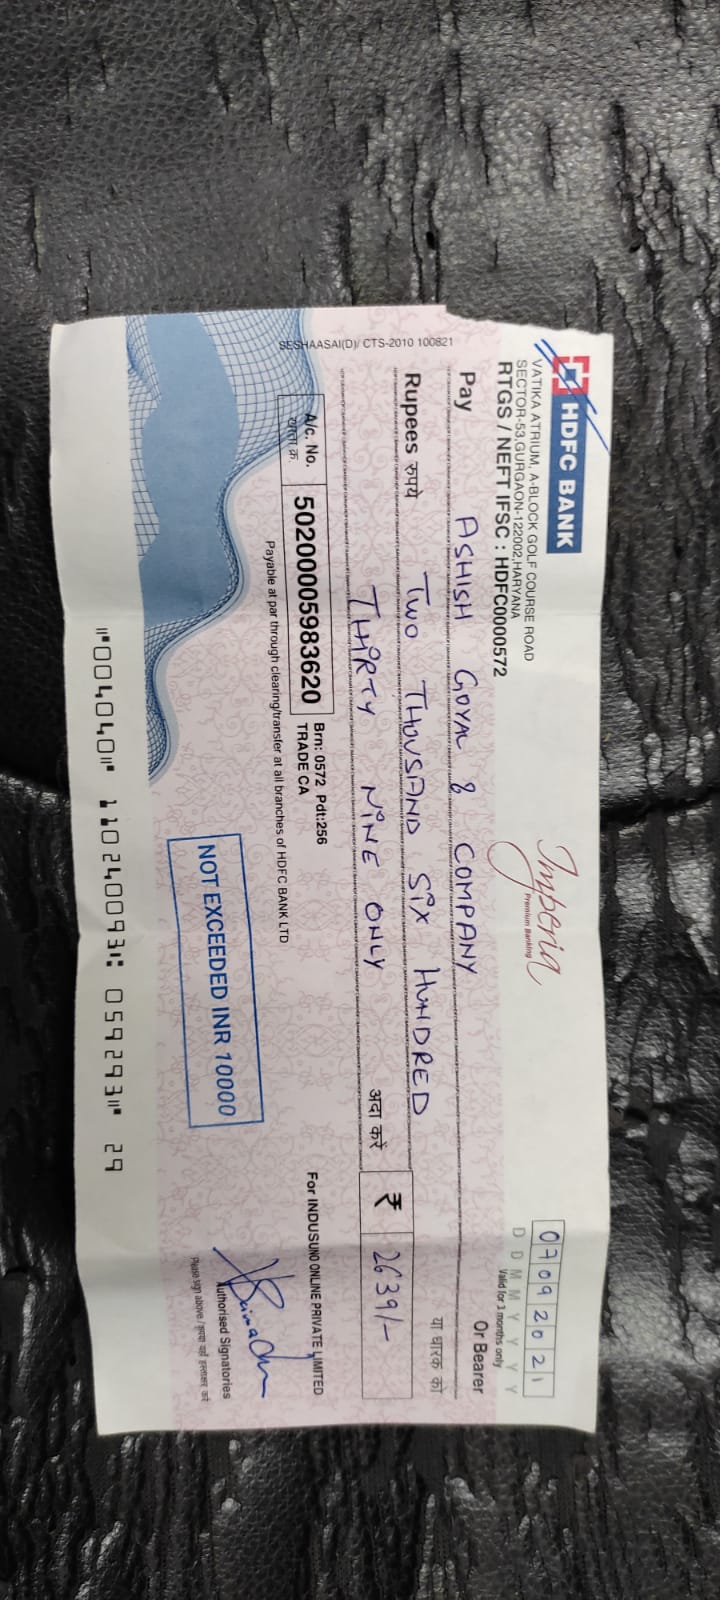 HDFC BANK
VATIKA ATRIUM, A-BLOCK GOLF COURSE ROAD
SECTOR-53,GURGAON-122002,HARYANA
RTGS / NEFT IFSC : HDFC0000572
Imperia
Premium Banking
07092021
D D M M Y Y Y Y
Valid for 3 months only
Pay ASHISH GOYAL & COMPANY Or Bearer
या धारक को
Rupees रुपये TWO THOUSAND SIX HUNDRED
THIRTY NINE ONLY अदा करें ₹ 2639/-
A/c. No. 50200005983620
खाता क्र.
Brn: 0572 Pdt:256
TRADE CA
For INDUSUNO ONLINE PRIVATE LIMITED
Payable at par through clearing/transfer at all branches of HDFC BANK LTD
NOT EXCEEDED INR 10000
Authorised Signatories
Please sign above / कृपया यहाँ हस्ताक्षर करें
SESHAASAI(D)/ CTS-2010 100821
⑈004040⑈ 110240093⑆ 059293⑈ 29